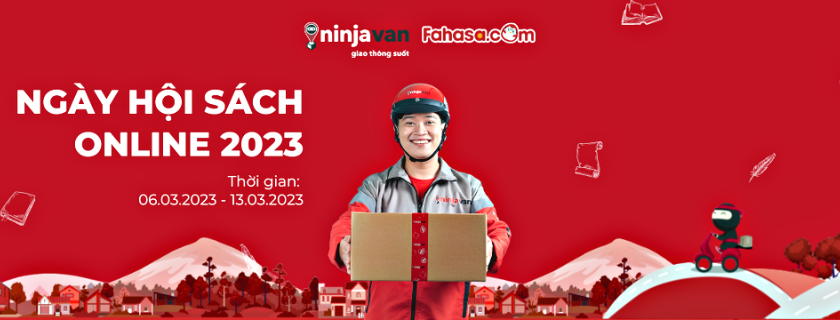 ninjavan
giao thông suốt
Fahasa.com
NGÀY HỘI SÁCH
ONLINE 2023
Thời gian:
06.03.2023 - 13.03.2023
ninjavan